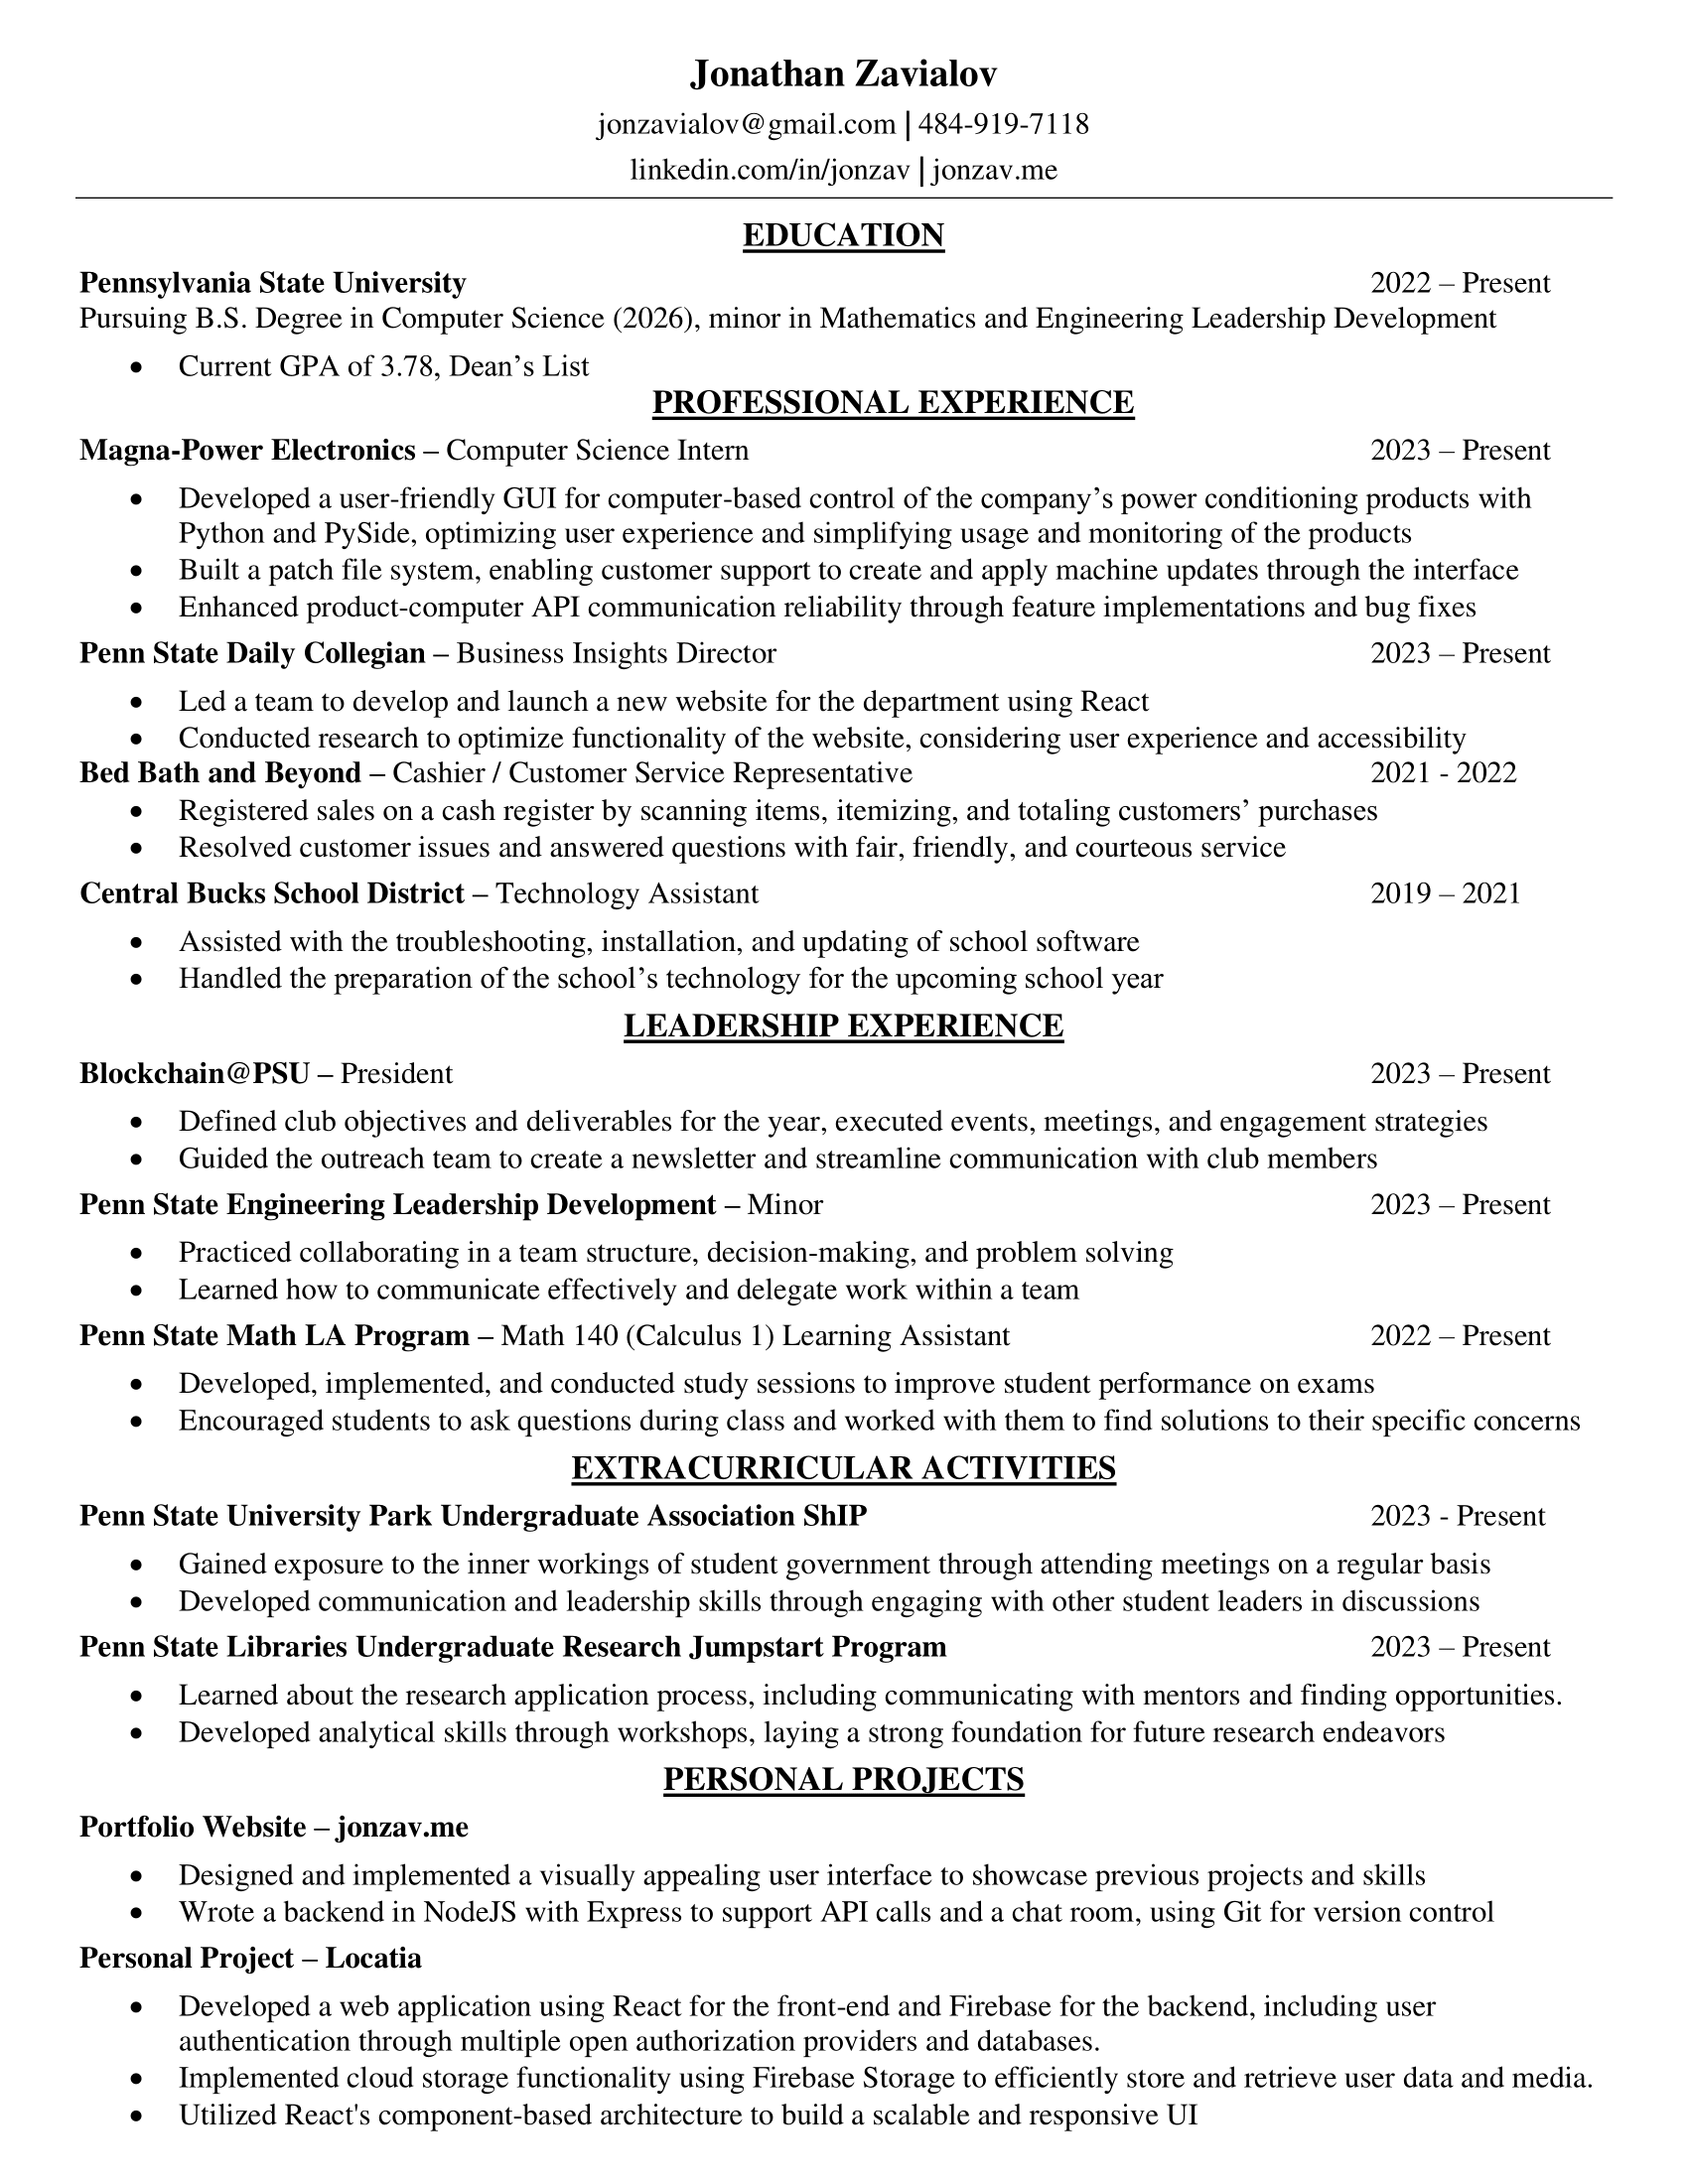 Jonathan Zavialov
jonzavialov@gmail.com | 484-919-7118
linkedin.com/in/jonzav | jonzav.me
EDUCATION
Pennsylvania State University 2022 – Present
Pursuing B.S. Degree in Computer Science (2026), minor in Mathematics and Engineering Leadership Development
• Current GPA of 3.78, Dean’s List
PROFESSIONAL EXPERIENCE
Magna-Power Electronics – Computer Science Intern 2023 – Present
• Developed a user-friendly GUI for computer-based control of the company’s power conditioning products with
Python and PySide, optimizing user experience and simplifying usage and monitoring of the products
• Built a patch file system, enabling customer support to create and apply machine updates through the interface
• Enhanced product-computer API communication reliability through feature implementations and bug fixes
Penn State Daily Collegian – Business Insights Director 2023 – Present
• Led a team to develop and launch a new website for the department using React
• Conducted research to optimize functionality of the website, considering user experience and accessibility
Bed Bath and Beyond – Cashier / Customer Service Representative 2021 - 2022
• Registered sales on a cash register by scanning items, itemizing, and totaling customers’ purchases
• Resolved customer issues and answered questions with fair, friendly, and courteous service
Central Bucks School District – Technology Assistant 2019 – 2021
• Assisted with the troubleshooting, installation, and updating of school software
• Handled the preparation of the school’s technology for the upcoming school year
LEADERSHIP EXPERIENCE
Blockchain@PSU – President 2023 – Present
• Defined club objectives and deliverables for the year, executed events, meetings, and engagement strategies
• Guided the outreach team to create a newsletter and streamline communication with club members
Penn State Engineering Leadership Development – Minor 2023 – Present
• Practiced collaborating in a team structure, decision-making, and problem solving
• Learned how to communicate effectively and delegate work within a team
Penn State Math LA Program – Math 140 (Calculus 1) Learning Assistant 2022 – Present
• Developed, implemented, and conducted study sessions to improve student performance on exams
• Encouraged students to ask questions during class and worked with them to find solutions to their specific concerns
EXTRACURRICULAR ACTIVITIES
Penn State University Park Undergraduate Association ShIP 2023 - Present
• Gained exposure to the inner workings of student government through attending meetings on a regular basis
• Developed communication and leadership skills through engaging with other student leaders in discussions
Penn State Libraries Undergraduate Research Jumpstart Program 2023 – Present
• Learned about the research application process, including communicating with mentors and finding opportunities.
• Developed analytical skills through workshops, laying a strong foundation for future research endeavors
PERSONAL PROJECTS
Portfolio Website – jonzav.me
• Designed and implemented a visually appealing user interface to showcase previous projects and skills
• Wrote a backend in NodeJS with Express to support API calls and a chat room, using Git for version control
Personal Project – Locatia
• Developed a web application using React for the front-end and Firebase for the backend, including user
authentication through multiple open authorization providers and databases.
• Implemented cloud storage functionality using Firebase Storage to efficiently store and retrieve user data and media.
• Utilized React's component-based architecture to build a scalable and responsive UI